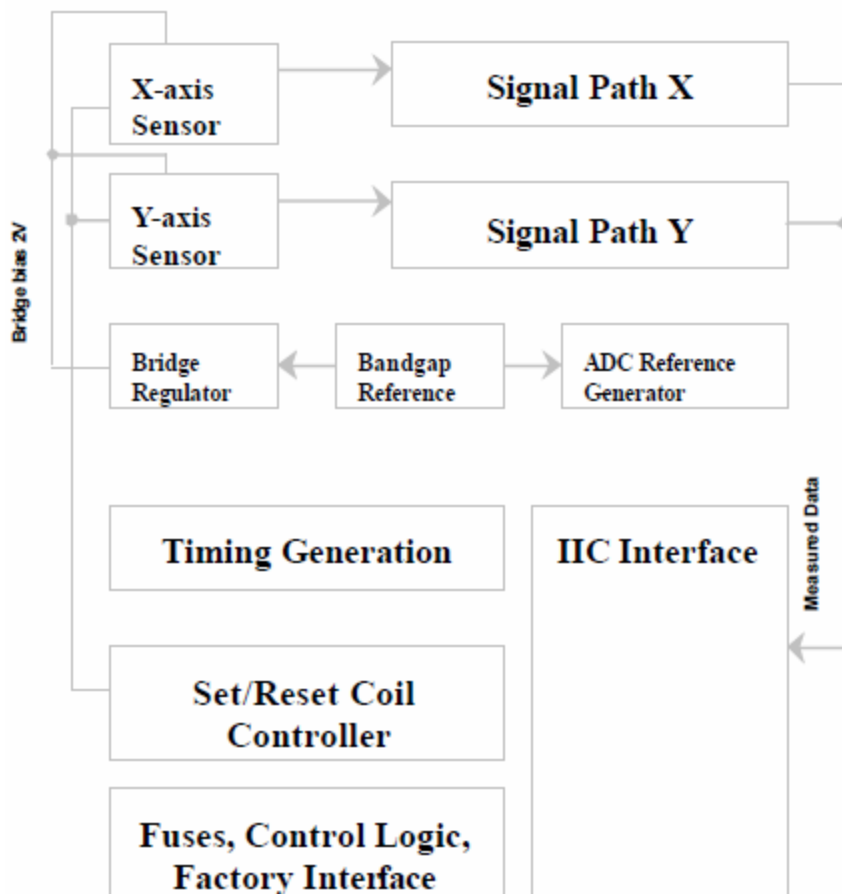 X-axis
Sensor
Signal Path X
Y-axis
Sensor
Signal Path Y
Bridge bias 2V
Bridge
Regulator
Bandgap
Reference
ADC Reference
Generator
Timing Generation
IIC Interface
Measured Data
Set/Reset Coil
Controller
Fuses, Control Logic,
Factory Interface